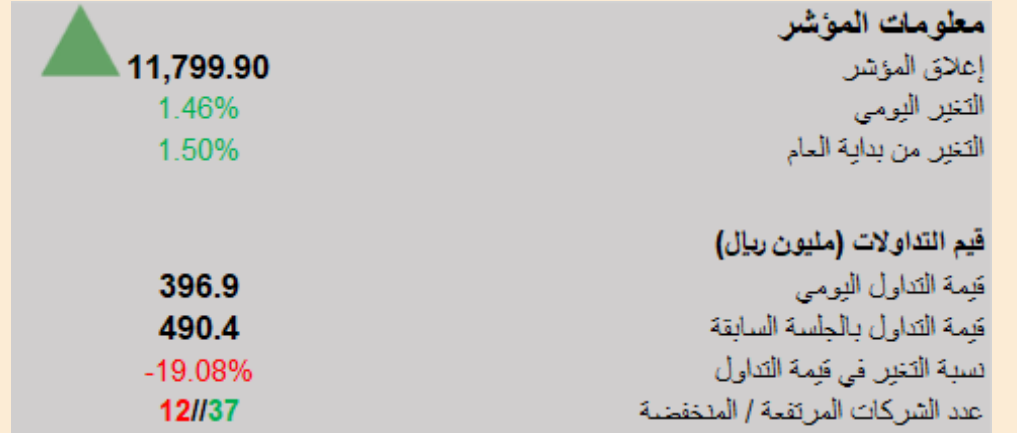 معلومات المؤشر
إغلاق المؤشر 11,799.90
التغير اليومي 1.46%
التغير من بداية العام 1.50%
قيم التداولات (مليون ريال)
قيمة التداول اليومي 396.9
قيمة التداول بالجلسة السابقة 490.4
نسبة التغير في قيمة التداول -19.08%
عدد الشركات المرتفعة / المنخفضة 12//37